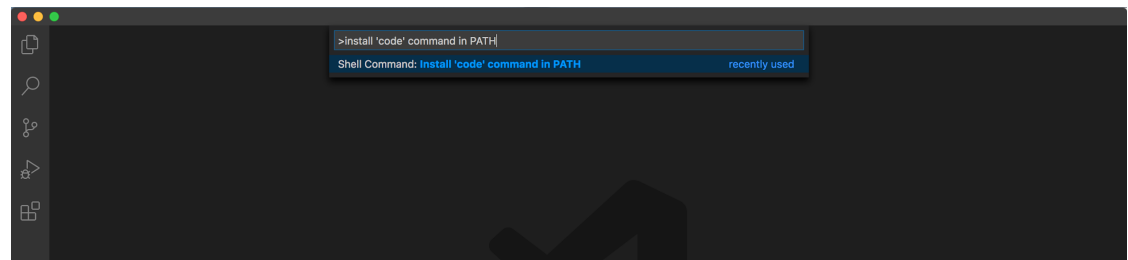 >install 'code' command in PATH
Shell Command: Install 'code' command in PATH recently used